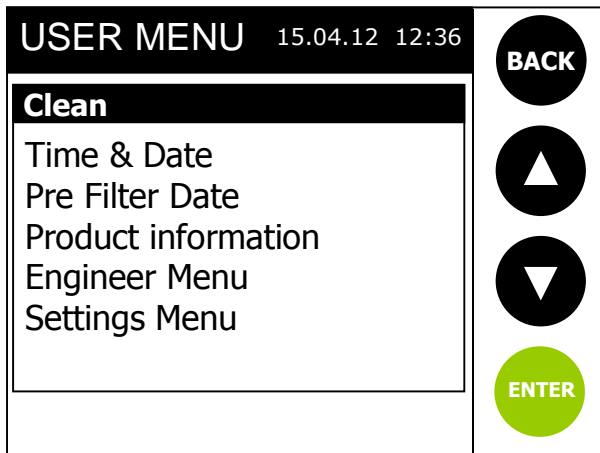 USER MENU 15.04.12 12:36
Clean
Time & Date
Pre Filter Date
Product information
Engineer Menu
Settings Menu
BACK
ENTER